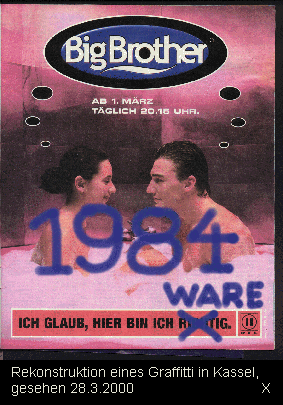 Big Brother
AB 1. MÄRZ
TÄGLICH 20.15 UHR.
1984
WARE
ICH GLAUB, HIER BIN ICH RICHTIG.
Rekonstruktion eines Graffitti in Kassel,
gesehen 28.3.2000 X